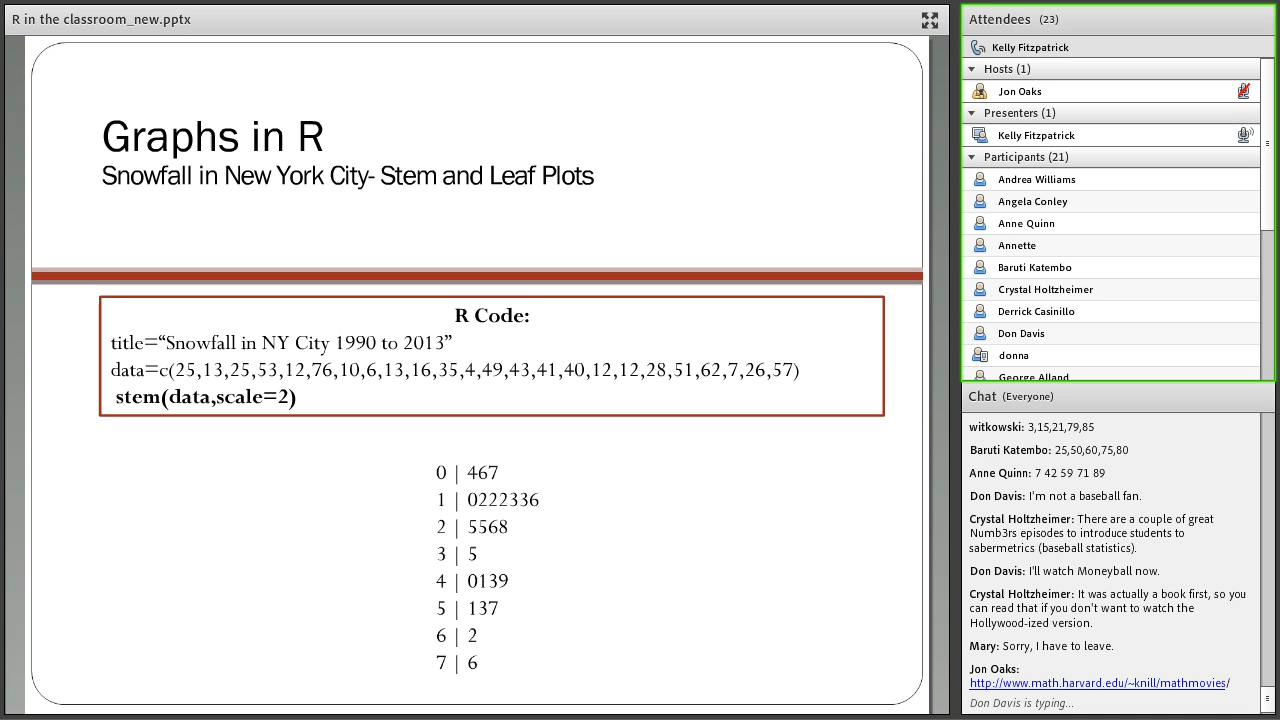 R in the classroom_new.pptx
Graphs in R
Snowfall in New York City- Stem and Leaf Plots
R Code:
title=“Snowfall in NY City 1990 to 2013”
data=c(25,13,25,53,12,76,10,6,13,16,35,4,49,43,41,40,12,12,28,51,62,7,26,57)
stem(data,scale=2)
0 | 467
1 | 0222336
2 | 5568
3 | 5
4 | 0139
5 | 137
6 | 2
7 | 6
Attendees (23)
Kelly Fitzpatrick
Hosts (1)
Jon Oaks
Presenters (1)
Kelly Fitzpatrick
Participants (21)
Andrea Williams
Angela Conley
Anne Quinn
Annette
Baruti Katembo
Crystal Holtzheimer
Derrick Casinillo
Don Davis
donna
George Alland
Chat (Everyone)
witkowski: 3,15,21,79,85
Baruti Katembo: 25,50,60,75,80
Anne Quinn: 7 42 59 71 89
Don Davis: I'm not a baseball fan.
Crystal Holtzheimer: There are a couple of great
Numb3rs episodes to introduce students to
sabermetrics (baseball statistics).
Don Davis: I'll watch Moneyball now.
Crystal Holtzheimer: It was actually a book first, so you
can read that if you don't want to watch the
Hollywood-ized version.
Mary: Sorry, I have to leave.
Jon Oaks:
http://www.math.harvard.edu/~knill/mathmovies/
Don Davis is typing...